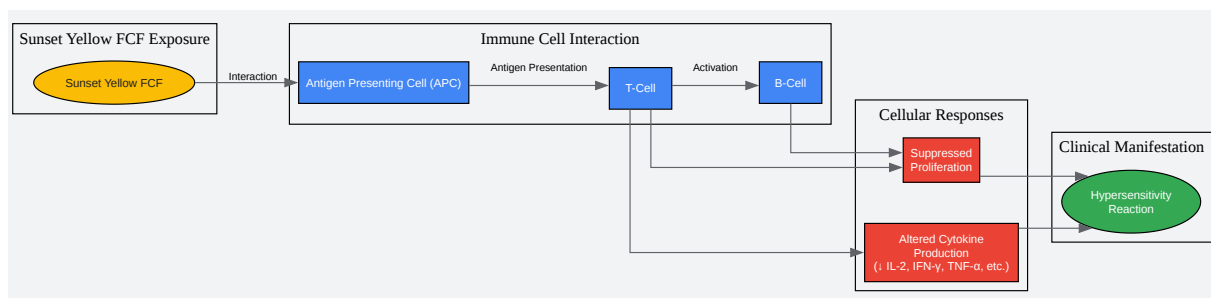 Sunset Yellow FCF Exposure
Sunset Yellow FCF
Interaction
Immune Cell Interaction
Antigen Presenting Cell (APC)
Antigen Presentation
T-Cell
Activation
B-Cell
Cellular Responses
Suppressed
Proliferation
Altered Cytokine
Production
(↓ IL-2, IFN-γ, TNF-α, etc.)
Clinical Manifestation
Hypersensitivity
Reaction